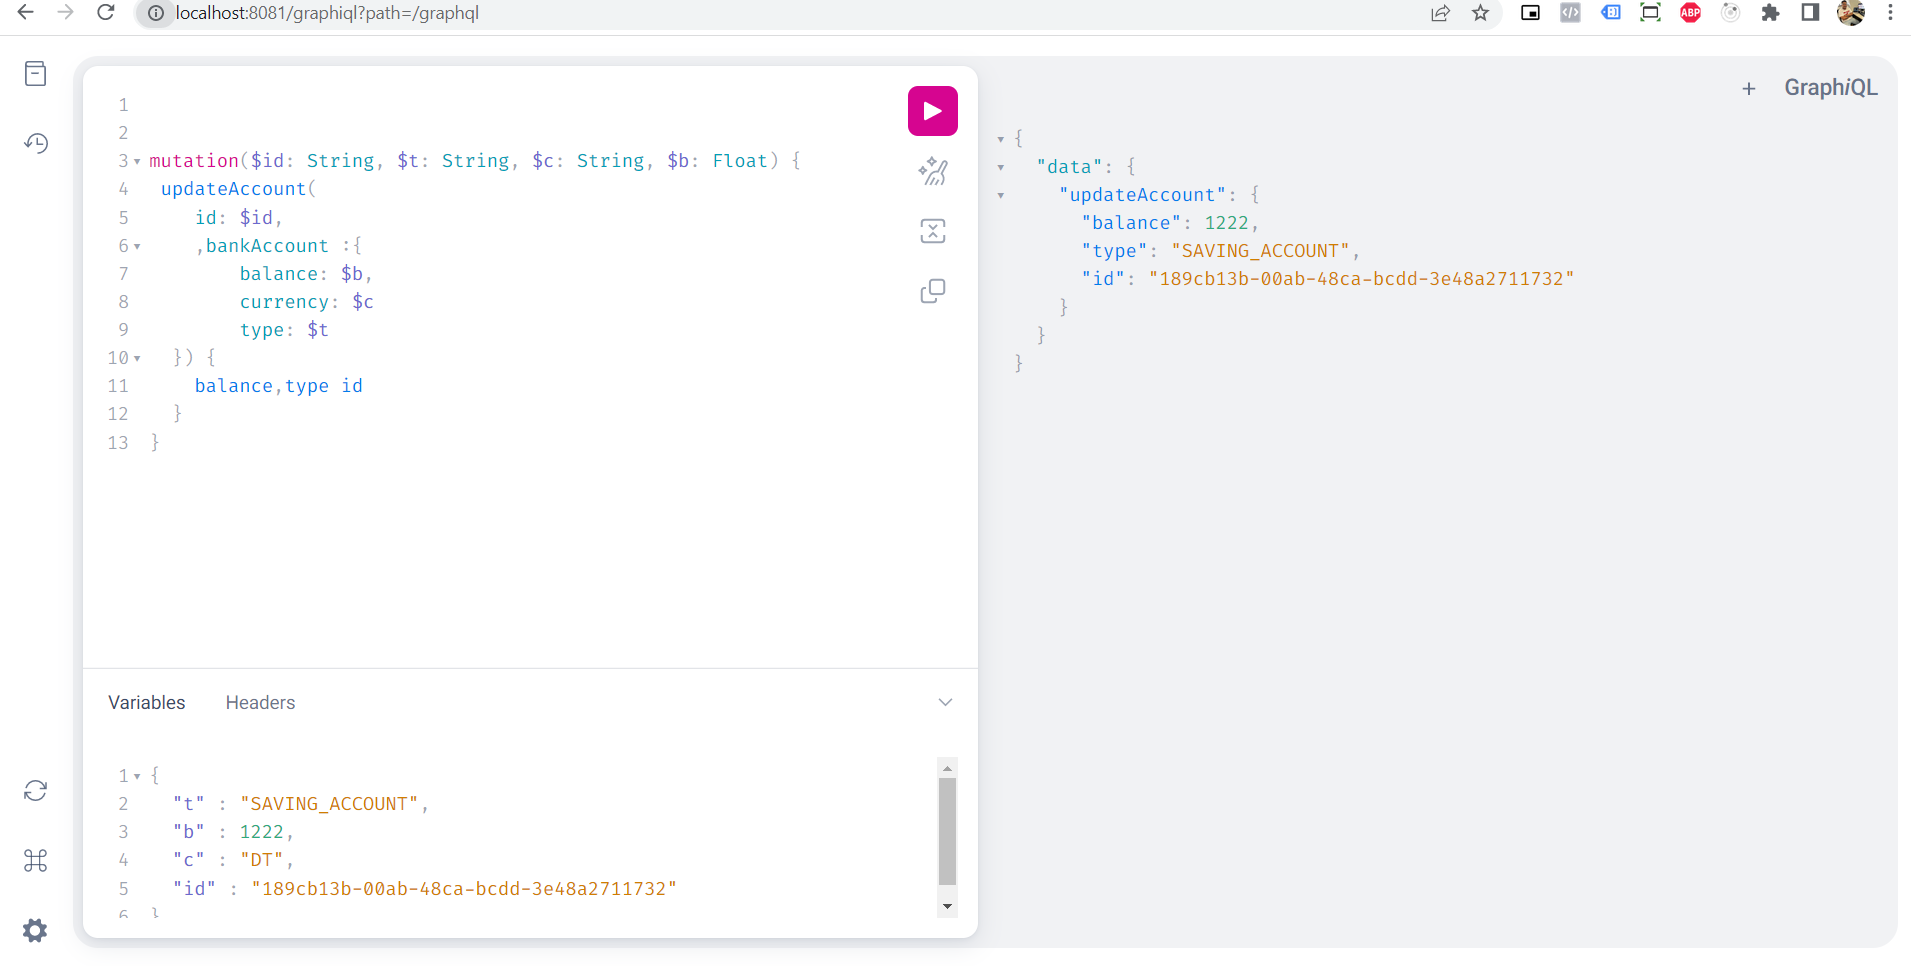 localhost:8081/graphiql?path=/graphql
ABP
1
2
3 mutation($id: String, $t: String, $c: String, $b: Float) {
4 updateAccount(
5 id: $id,
6 ,bankAccount :{
7 balance: $b,
8 currency: $c
9 type: $t
10 }) {
11 balance,type id
12 }
13 }
Variables Headers
1 {
2 "t" : "SAVING_ACCOUNT",
3 "b" : 1222,
4 "c" : "DT",
5 "id" : "189cb13b-00ab-48ca-bcdd-3e48a2711732"
6 }
+ GraphiQL
{
"data": {
"updateAccount": {
"balance": 1222,
"type": "SAVING_ACCOUNT",
"id": "189cb13b-00ab-48ca-bcdd-3e48a2711732"
}
}
}